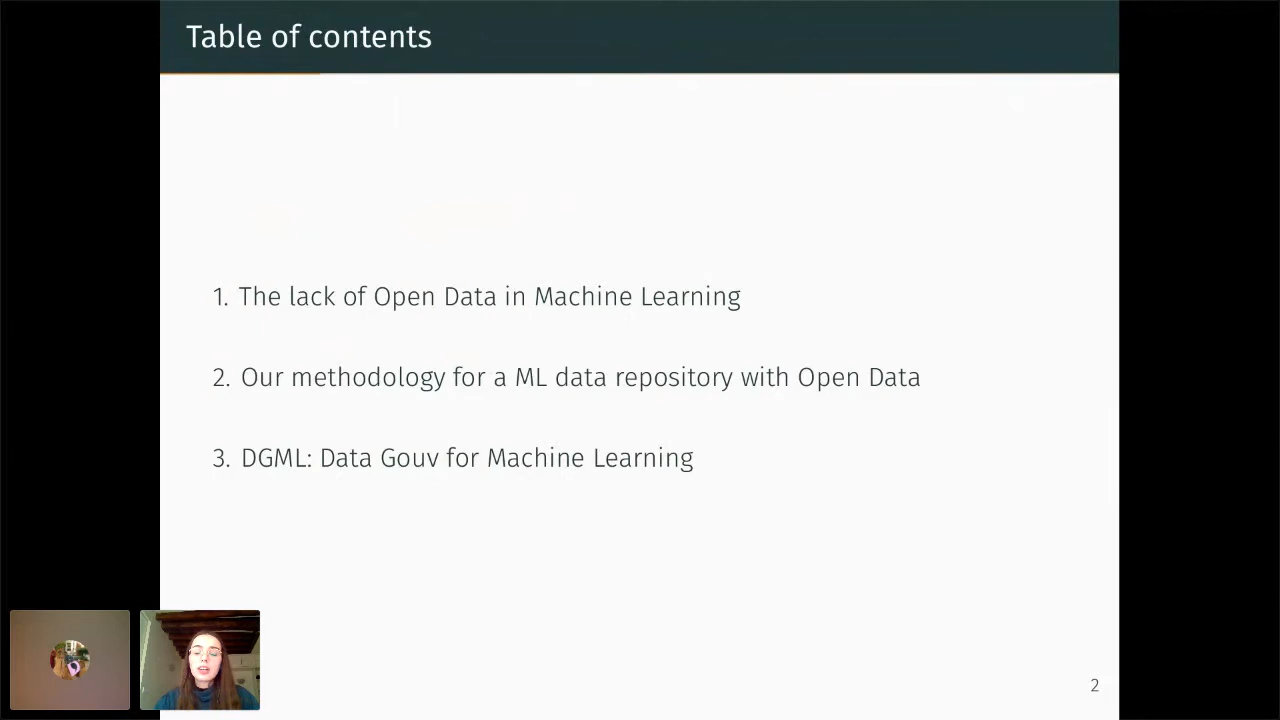 Table of contents
1. The lack of Open Data in Machine Learning
2. Our methodology for a ML data repository with Open Data
3. DGML: Data Gouv for Machine Learning
2